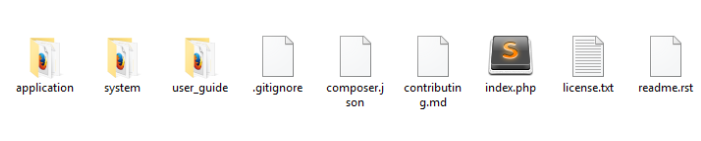 application system user_guide .gitignore composer.j contributin index.php license.txt readme.rst
son g.md